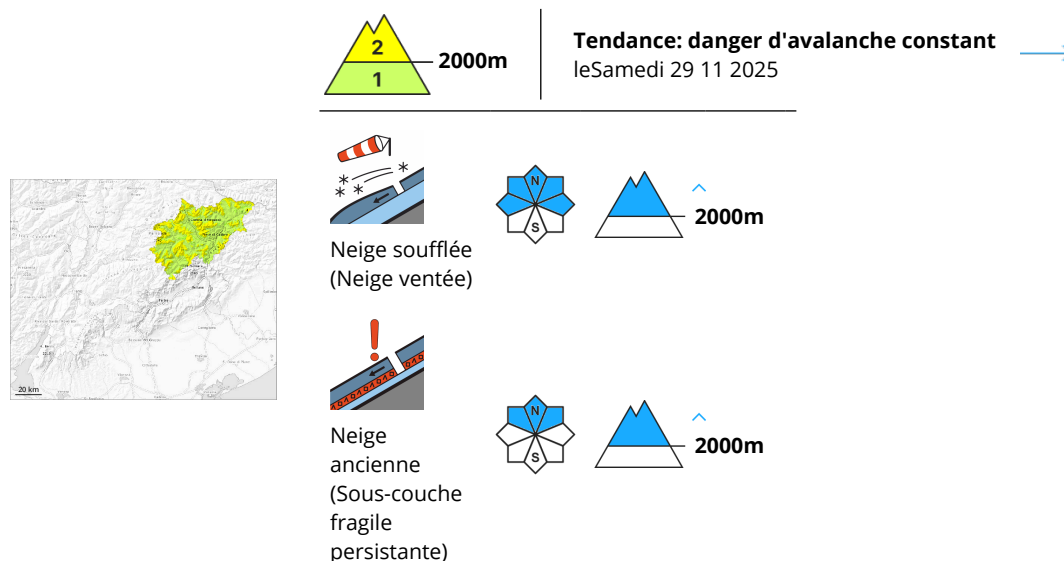 2
1
2000m
Tendance: danger d'avalanche constant
leSamedi 29 11 2025
N
S
2000m
Neige soufflée
(Neige ventée)
20 km
N
S
2000m
Neige
ancienne
(Sous-couche
fragile
persistante)